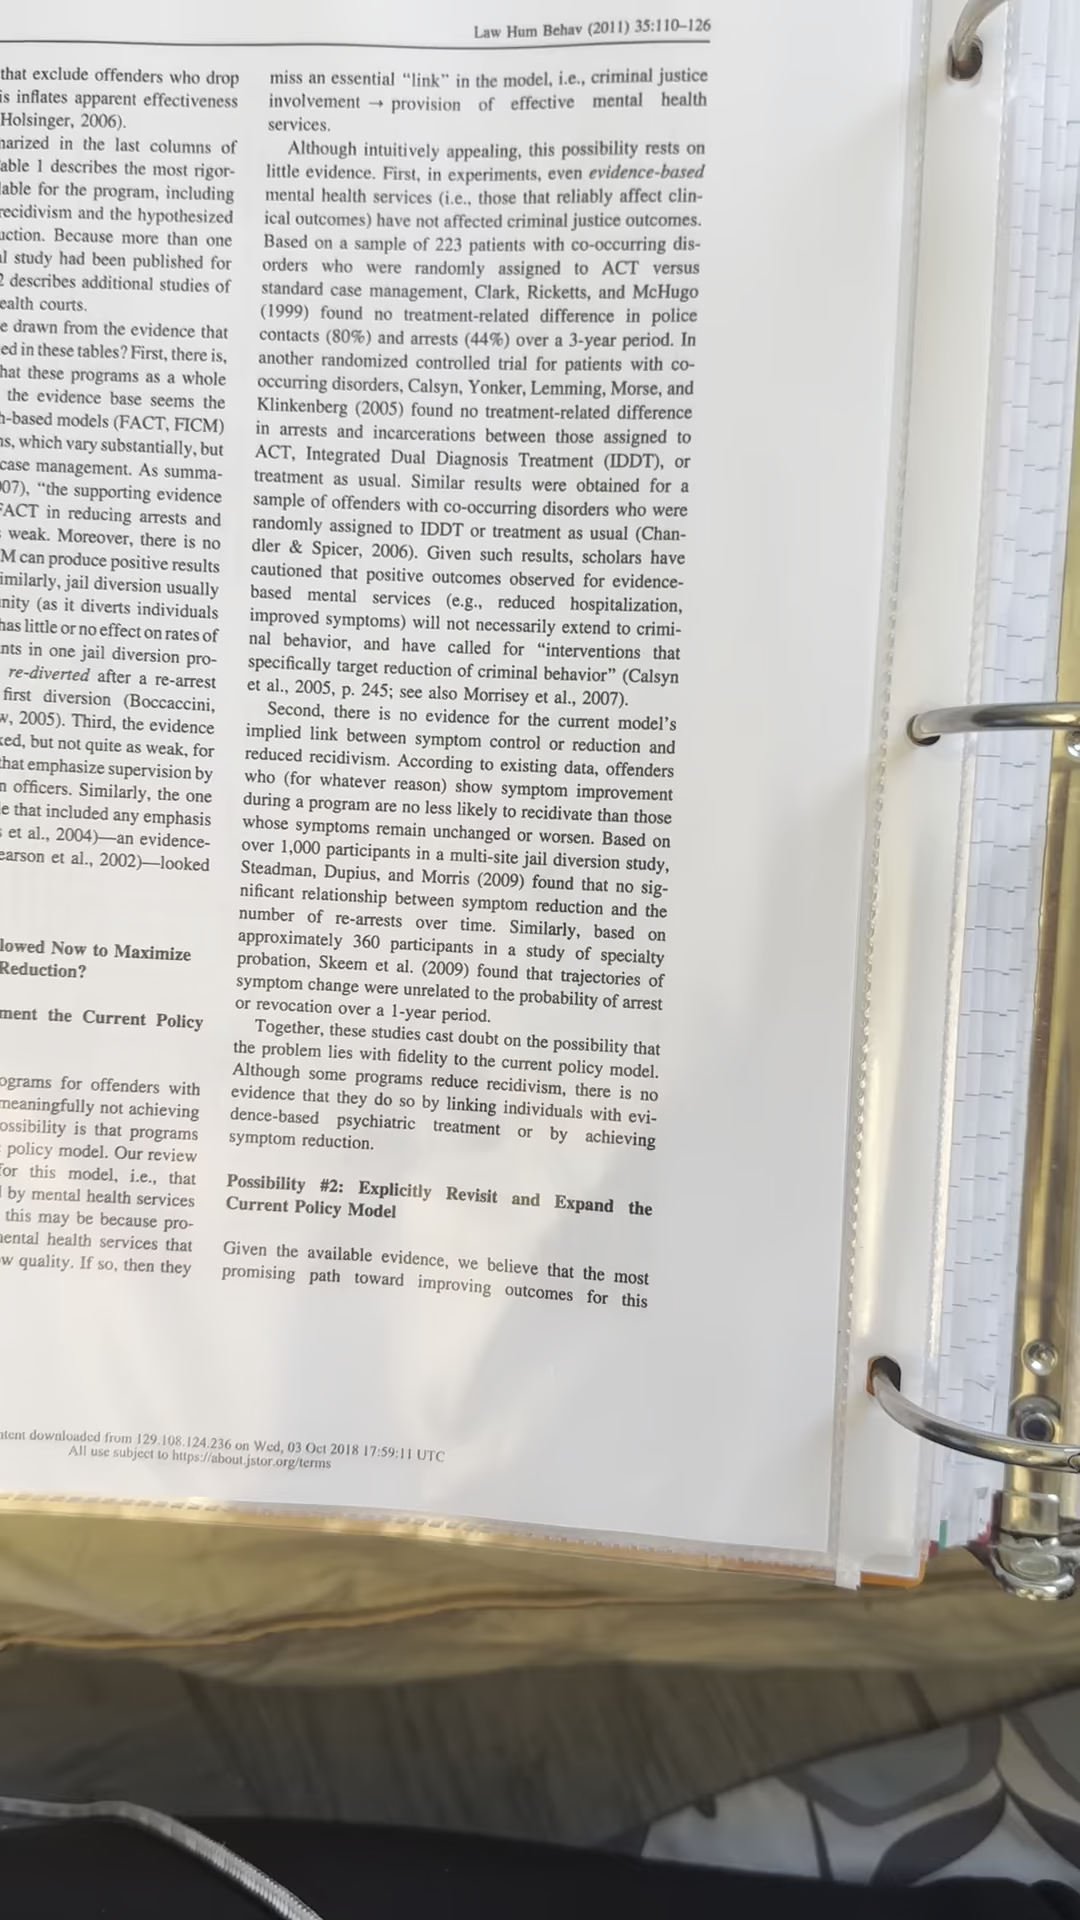 Law Hum Behav (2011) 35:110–126
that exclude offenders who drop
is inflates apparent effectiveness
Holsinger, 2006).
arized in the last columns of
able 1 describes the most rigor-
lable for the program, including
recidivism and the hypothesized
uction. Because more than one
l study had been published for
2 describes additional studies of
ealth courts.
e drawn from the evidence that
ed in these tables? First, there is,
hat these programs as a whole
the evidence base seems the
h-based models (FACT, FICM)
ns, which vary substantially, but
case management. As summa-
007), “the supporting evidence
FACT in reducing arrests and
weak. Moreover, there is no
M can produce positive results
imilarly, jail diversion usually
nity (as it diverts individuals
has little or no effect on rates of
nts in one jail diversion pro-
re-diverted after a re-arrest
first diversion (Boccaccini,
w, 2005). Third, the evidence
ked, but not quite as weak, for
that emphasize supervision by
n officers. Similarly, the one
le that included any emphasis
s et al., 2004)—an evidence-
earson et al., 2002)—looked
lowed Now to Maximize
Reduction?
ment the Current Policy
ograms for offenders with
meaningfully not achieving
ossibility is that programs
policy model. Our review
for this model, i.e., that
l by mental health services
this may be because pro-
nental health services that
w quality. If so, then they
miss an essential “link” in the model, i.e., criminal justice
involvement → provision of effective mental health
services.
Although intuitively appealing, this possibility rests on
little evidence. First, in experiments, even evidence-based
mental health services (i.e., those that reliably affect clin-
ical outcomes) have not affected criminal justice outcomes.
Based on a sample of 223 patients with co-occurring dis-
orders who were randomly assigned to ACT versus
standard case management, Clark, Ricketts, and McHugo
(1999) found no treatment-related difference in police
contacts (80%) and arrests (44%) over a 3-year period. In
another randomized controlled trial for patients with co-
occurring disorders, Calsyn, Yonker, Lemming, Morse, and
Klinkenberg (2005) found no treatment-related difference
in arrests and incarcerations between those assigned to
ACT, Integrated Dual Diagnosis Treatment (IDDT), or
treatment as usual. Similar results were obtained for a
sample of offenders with co-occurring disorders who were
randomly assigned to IDDT or treatment as usual (Chan-
dler & Spicer, 2006). Given such results, scholars have
cautioned that positive outcomes observed for evidence-
based mental services (e.g., reduced hospitalization,
improved symptoms) will not necessarily extend to crimi-
nal behavior, and have called for “interventions that
specifically target reduction of criminal behavior” (Calsyn
et al., 2005, p. 245; see also Morrisey et al., 2007).
Second, there is no evidence for the current model’s
implied link between symptom control or reduction and
reduced recidivism. According to existing data, offenders
who (for whatever reason) show symptom improvement
during a program are no less likely to recidivate than those
whose symptoms remain unchanged or worsen. Based on
over 1,000 participants in a multi-site jail diversion study,
Steadman, Dupius, and Morris (2009) found that no sig-
nificant relationship between symptom reduction and the
number of re-arrests over time. Similarly, based on
approximately 360 participants in a study of specialty
probation, Skeem et al. (2009) found that trajectories of
symptom change were unrelated to the probability of arrest
or revocation over a 1-year period.
Together, these studies cast doubt on the possibility that
the problem lies with fidelity to the current policy model.
Although some programs reduce recidivism, there is no
evidence that they do so by linking individuals with evi-
dence-based psychiatric treatment or by achieving
symptom reduction.
Possibility #2: Explicitly Revisit and Expand the
Current Policy Model
Given the available evidence, we believe that the most
promising path toward improving outcomes for this
ntent downloaded from 129.108.124.236 on Wed, 03 Oct 2018 17:59:11 UTC
All use subject to https://about.jstor.org/terms